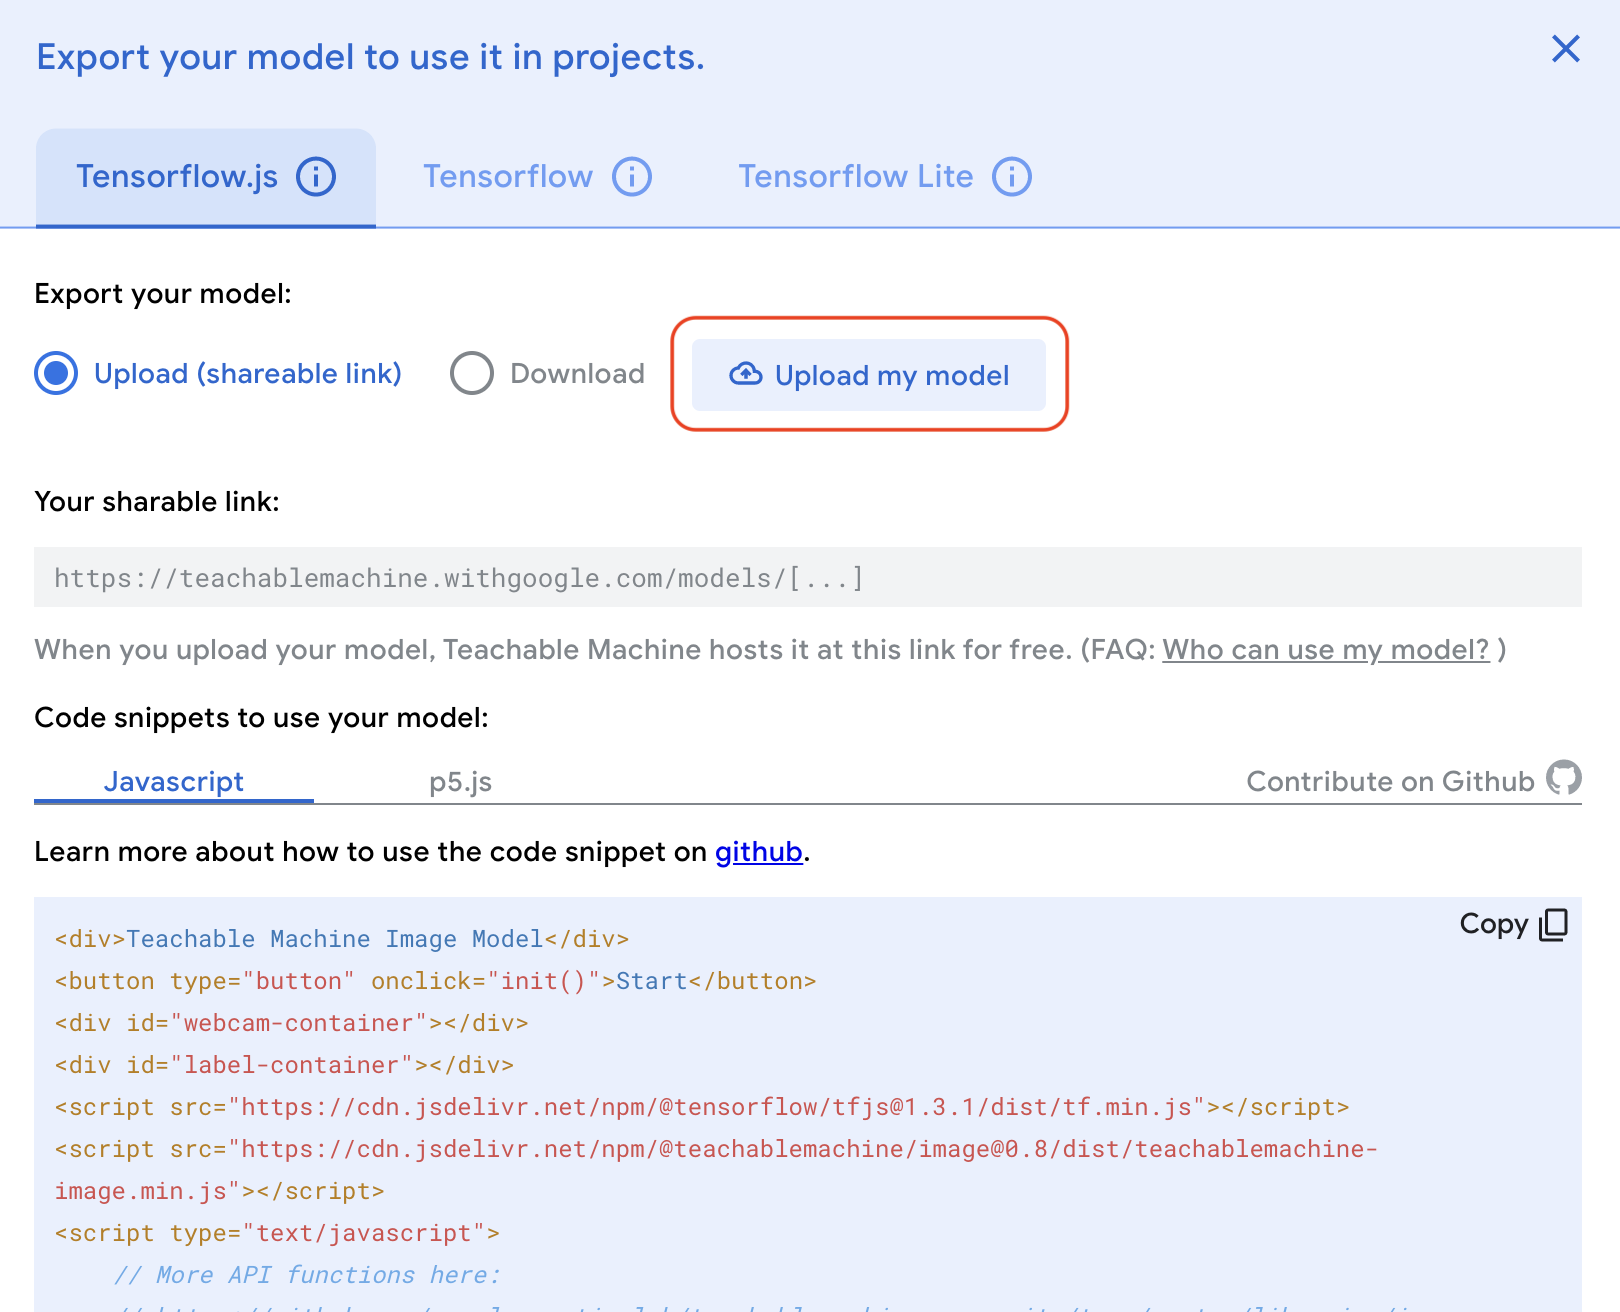 Export your model to use it in projects.
Tensorflow.js
Tensorflow
Tensorflow Lite
Export your model:
Upload (shareable link)
Download
Upload my model
Your sharable link:
https://teachablemachine.withgoogle.com/models/[...]
When you upload your model, Teachable Machine hosts it at this link for free. (FAQ: Who can use my model? )
Code snippets to use your model:
Javascript
p5.js
Contribute on Github
Learn more about how to use the code snippet on github.
Copy
<div>Teachable Machine Image Model</div>
<button type="button" onclick="init()">Start</button>
<div id="webcam-container"></div>
<div id="label-container"></div>
<script src="https://cdn.jsdelivr.net/npm/@tensorflow/tfjs@1.3.1/dist/tf.min.js"></script>
<script src="https://cdn.jsdelivr.net/npm/@teachablemachine/image@0.8/dist/teachablemachine-
image.min.js"></script>
<script type="text/javascript">
// More API functions here: